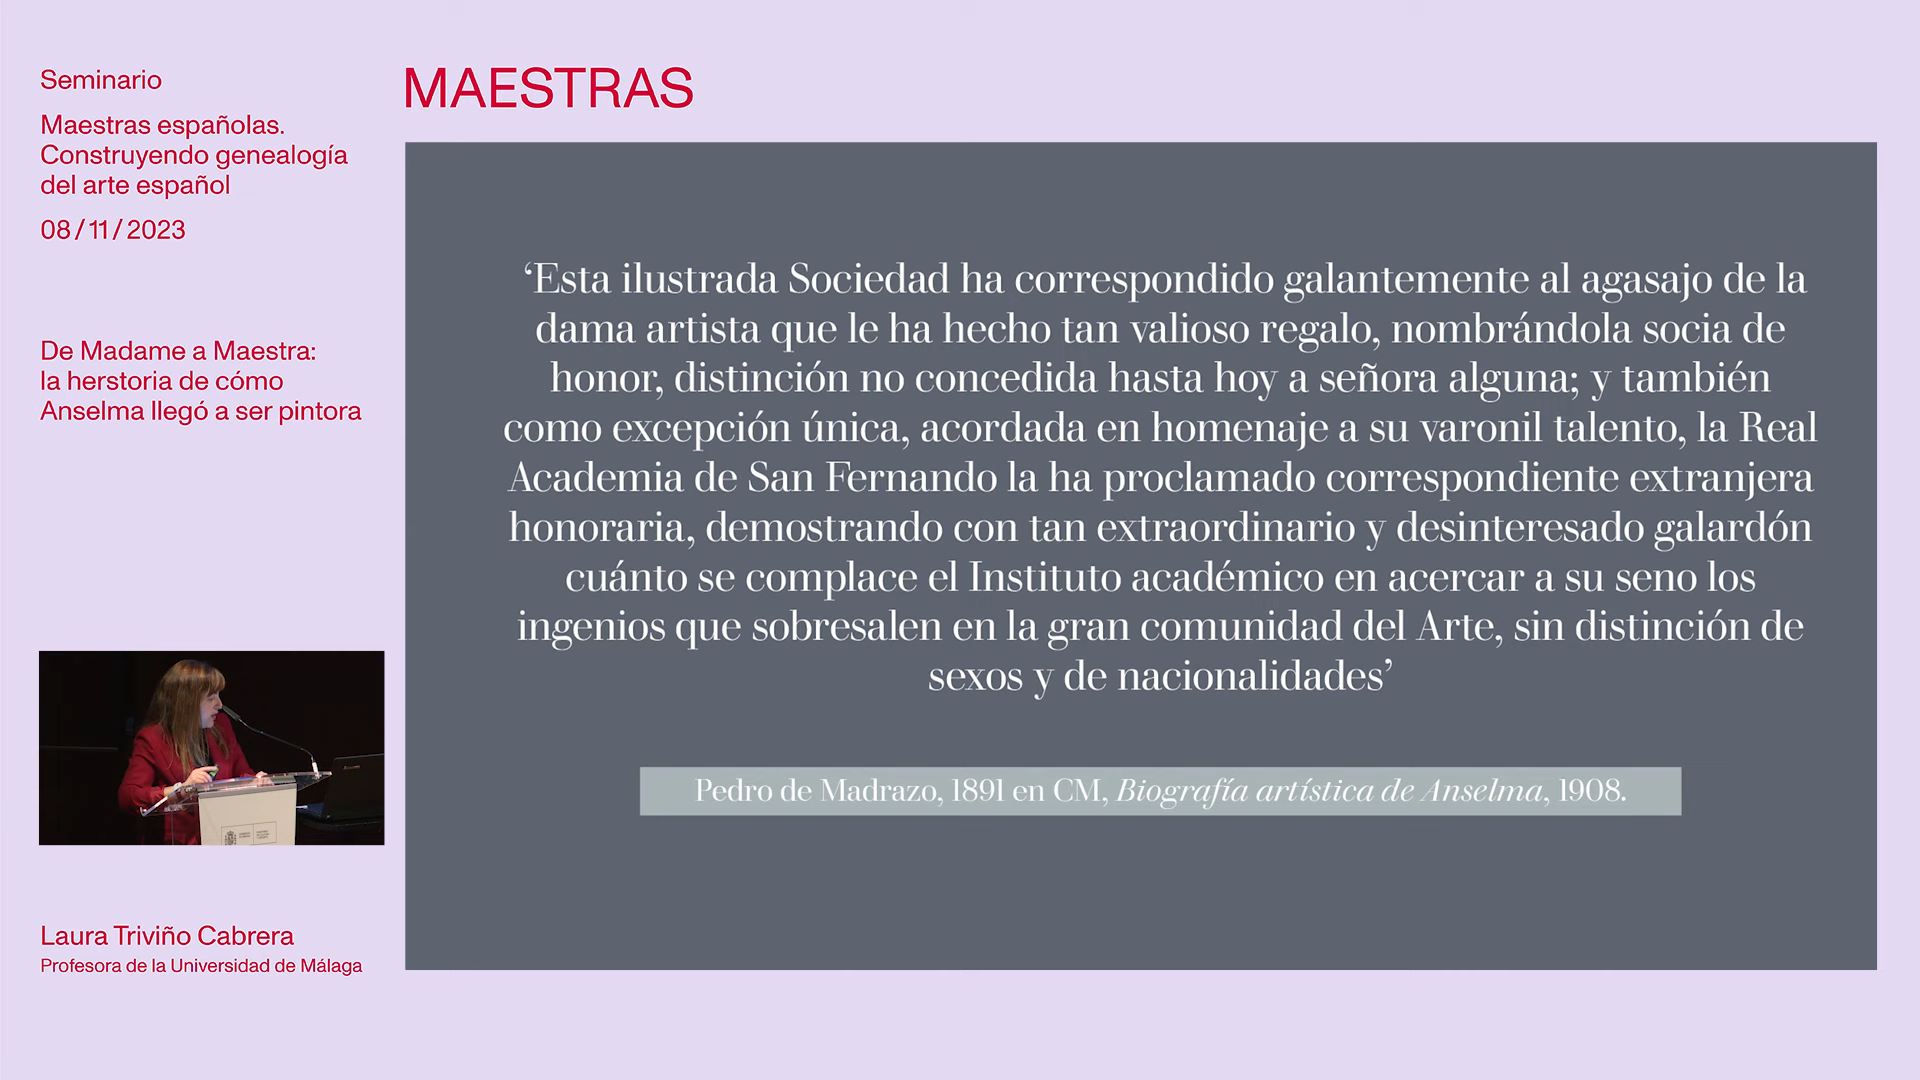 Seminario
Maestras españolas.
Construyendo genealogía
del arte español
08/11/2023
De Madame a Maestra:
la herstoria de cómo
Anselma llegó a ser pintora
Laura Triviño Cabrera
Profesora de la Universidad de Málaga
MAESTRAS
‘Esta ilustrada Sociedad ha correspondido galantemente al agasajo de la
dama artista que le ha hecho tan valioso regalo, nombrándola socia de
honor, distinción no concedida hasta hoy a señora alguna; y también
como excepción única, acordada en homenaje a su varonil talento, la Real
Academia de San Fernando la ha proclamado correspondiente extranjera
honoraria, demostrando con tan extraordinario y desinteresado galardón
cuánto se complace el Instituto académico en acercar a su seno los
ingenios que sobresalen en la gran comunidad del Arte, sin distinción de
sexos y de nacionalidades’
Pedro de Madrazo, 1891 en CM, Biografía artística de Anselma, 1908.